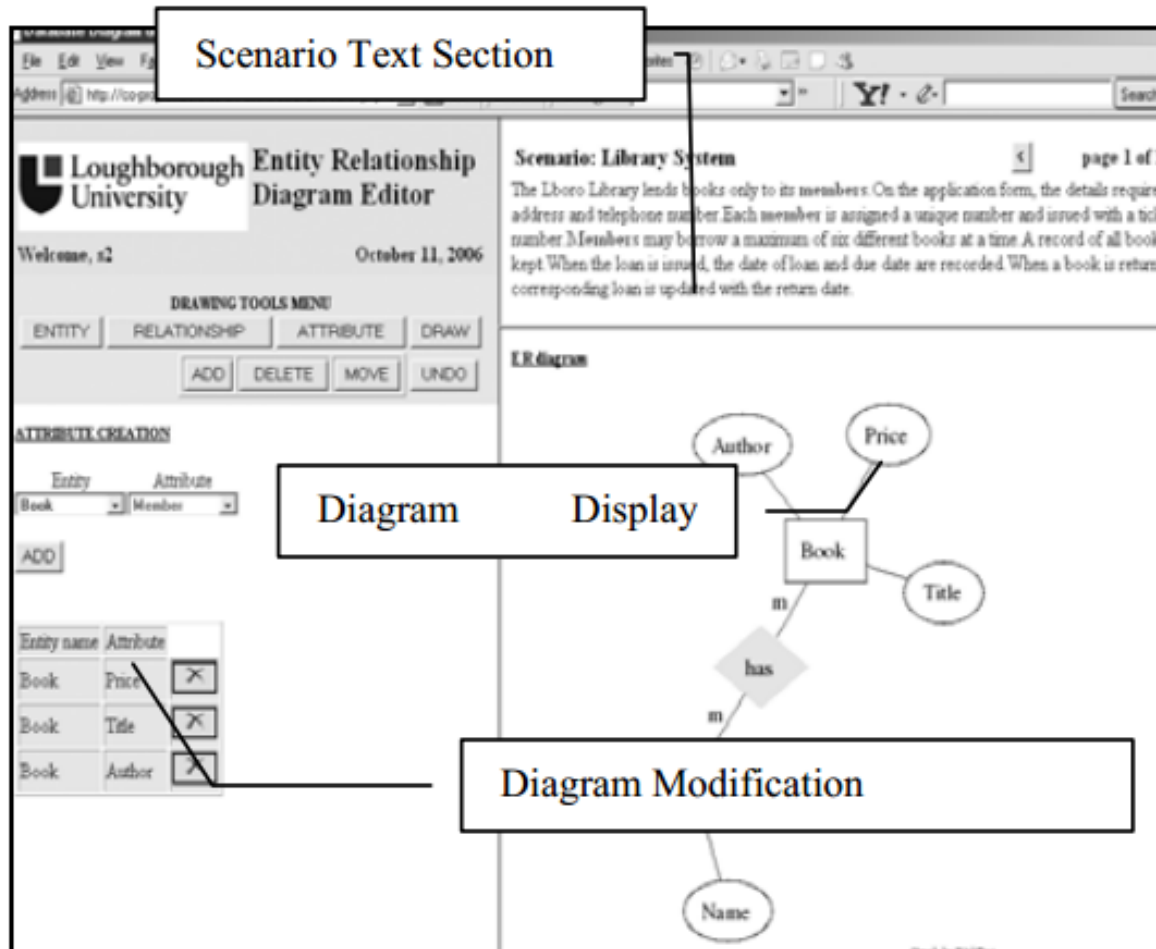 Scenario Text Section
File Edit View
Address http://co-pro
Y!
Search
Loughborough
University
Entity Relationship
Diagram Editor
Welcome, s2
October 11, 2006
DRAWING TOOLS MENU
ENTITY RELATIONSHIP ATTRIBUTE DRAW
ADD DELETE MOVE UNDO
ATTRIBUTE CREATION
Entity Attribute
Book Member
ADD
Entity name Attribute
Book Price X
Book Title X
Book Author X
Scenario: Library System
< page 1 of
The Lboro Library lends books only to its members. On the application form, the details require
address and telephone number. Each member is assigned a unique number and issued with a tick
number. Members may borrow a maximum of six different books at a time. A record of all book
kept. When the loan is issued, the date of loan and due date are recorded. When a book is return
corresponding loan is updated with the return date.
ER diagram
Author
Price
Diagram Display
Book
Title
m
has
m
Diagram Modification
Name